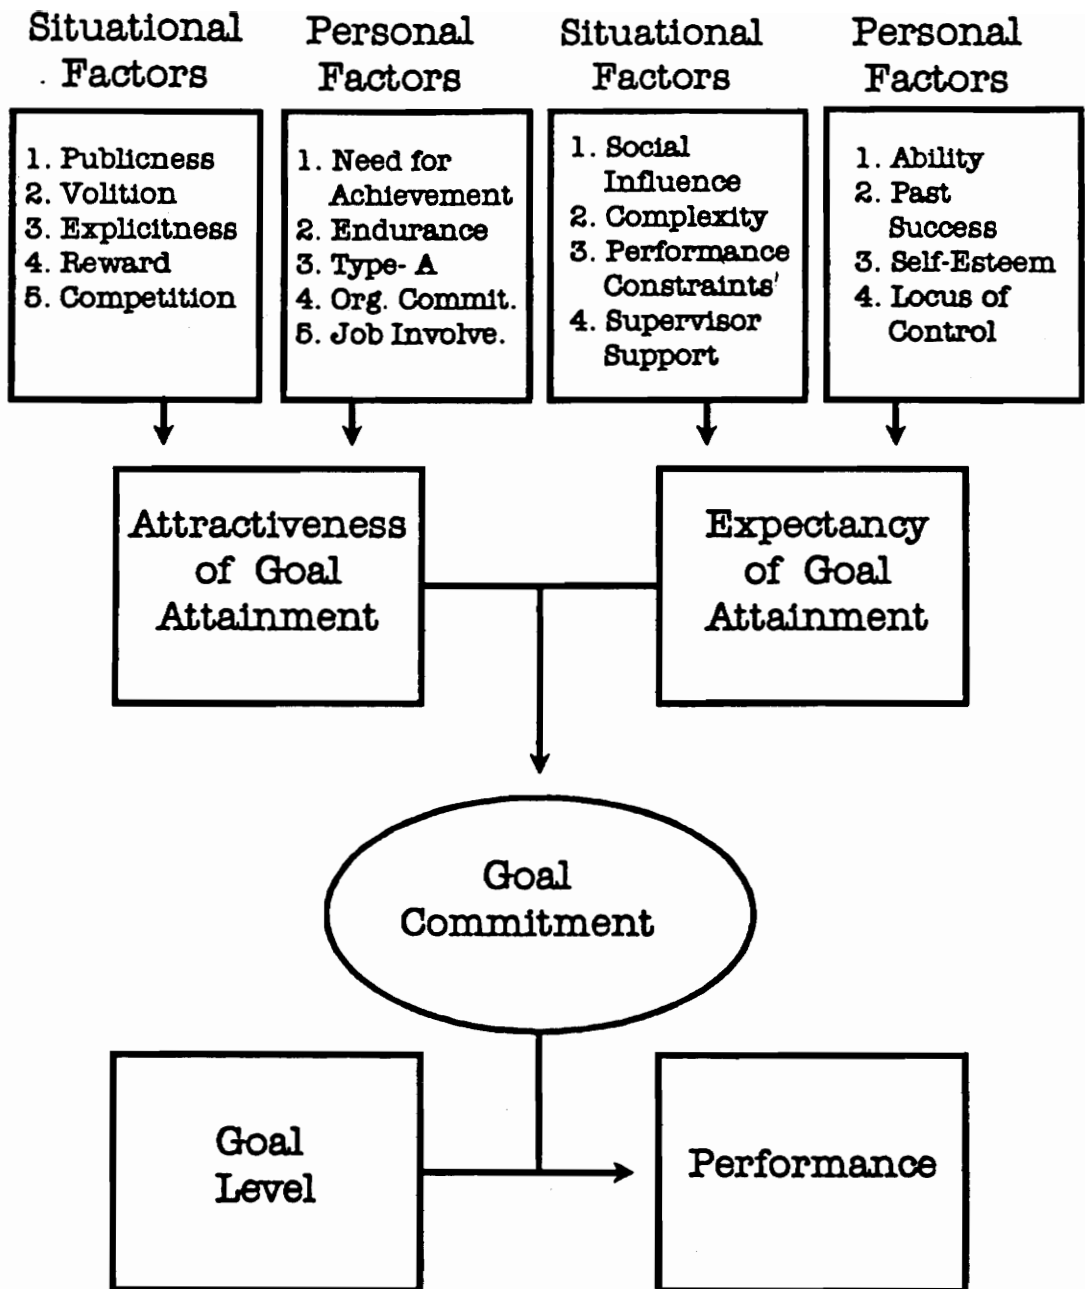 Situational
Factors
Personal
Factors
Situational
Factors
Personal
Factors
1. Publicness
2. Volition
3. Explicitness
4. Reward
5. Competition
1. Need for
Achievement
2. Endurance
3. Type- A
4. Org. Commit.
5. Job Involve.
1. Social
Influence
2. Complexity
3. Performance
Constraints'
4. Supervisor
Support
1. Ability
2. Past
Success
3. Self-Esteem
4. Locus of
Control
Attractiveness
of Goal
Attainment
Expectancy
of Goal
Attainment
Goal
Commitment
Goal
Level
Performance